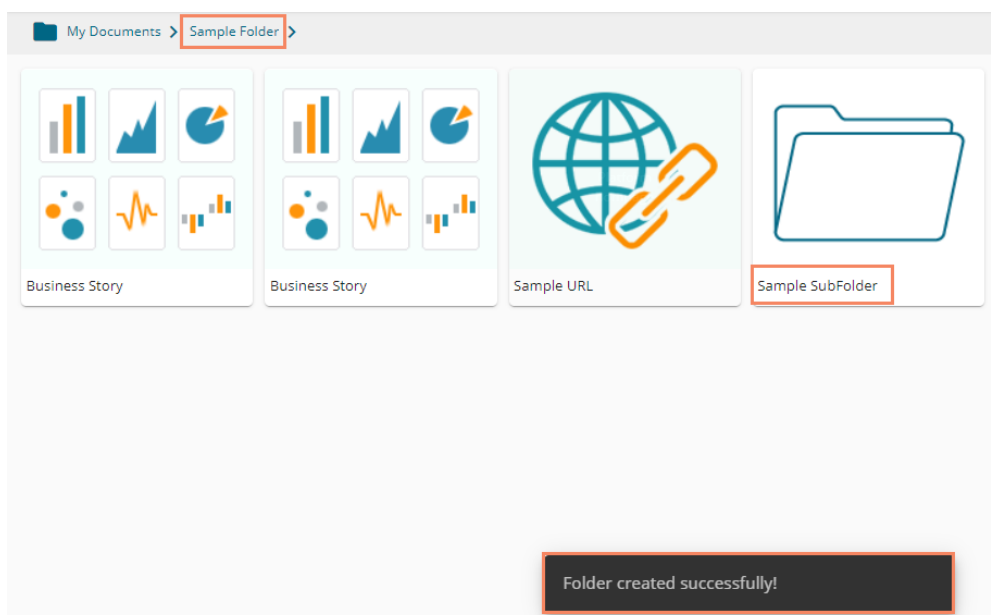 My Documents > Sample Folder >
Business Story
Business Story
Sample URL
Sample SubFolder
Folder created successfully!